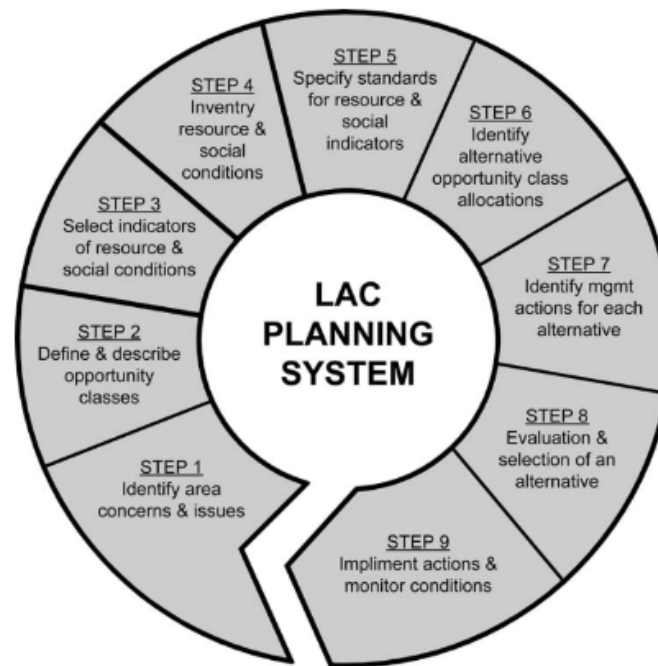 LAC
PLANNING
SYSTEM
STEP 1
Identify area
concerns & issues
STEP 2
Define & describe
opportunity
classes
STEP 3
Select indicators
of resource &
social conditions
STEP 4
Inventry
resource &
social
conditions
STEP 5
Specify standards
for resource &
social
indicators
STEP 6
Identify
alternative
opportunity class
allocations
STEP 7
Identify mgmt
actions for each
alternative
STEP 8
Evaluation &
selection of an
alternative
STEP 9
Impliment actions &
monitor conditions